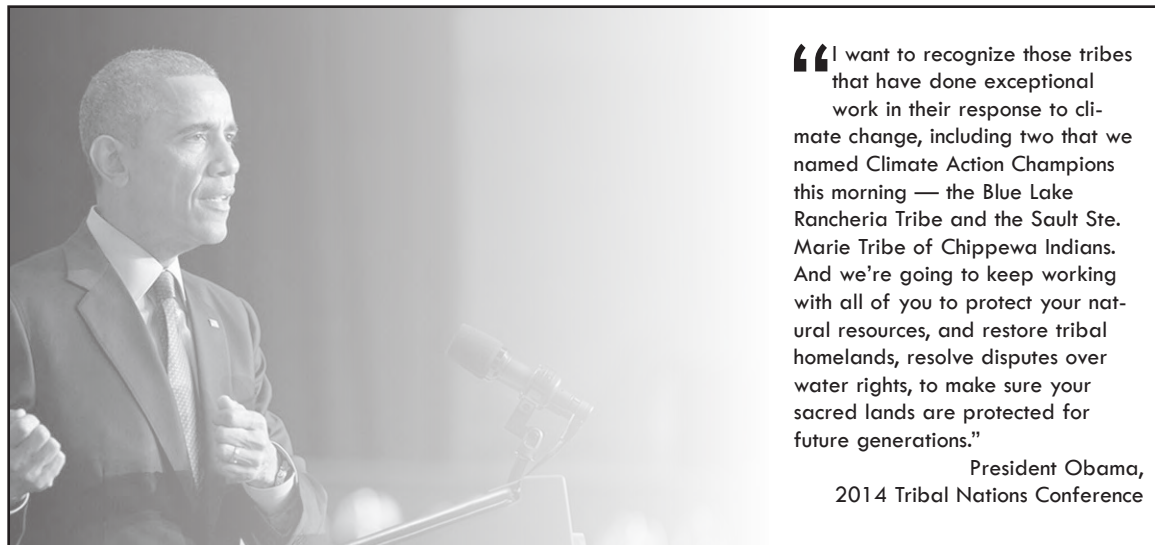 “I want to recognize those tribes
that have done exceptional
work in their response to cli-
mate change, including two that we
named Climate Action Champions
this morning — the Blue Lake
Rancheria Tribe and the Sault Ste.
Marie Tribe of Chippewa Indians.
And we’re going to keep working
with all of you to protect your nat-
ural resources, and restore tribal
homelands, resolve disputes over
water rights, to make sure your
sacred lands are protected for
future generations.”
President Obama,
2014 Tribal Nations Conference